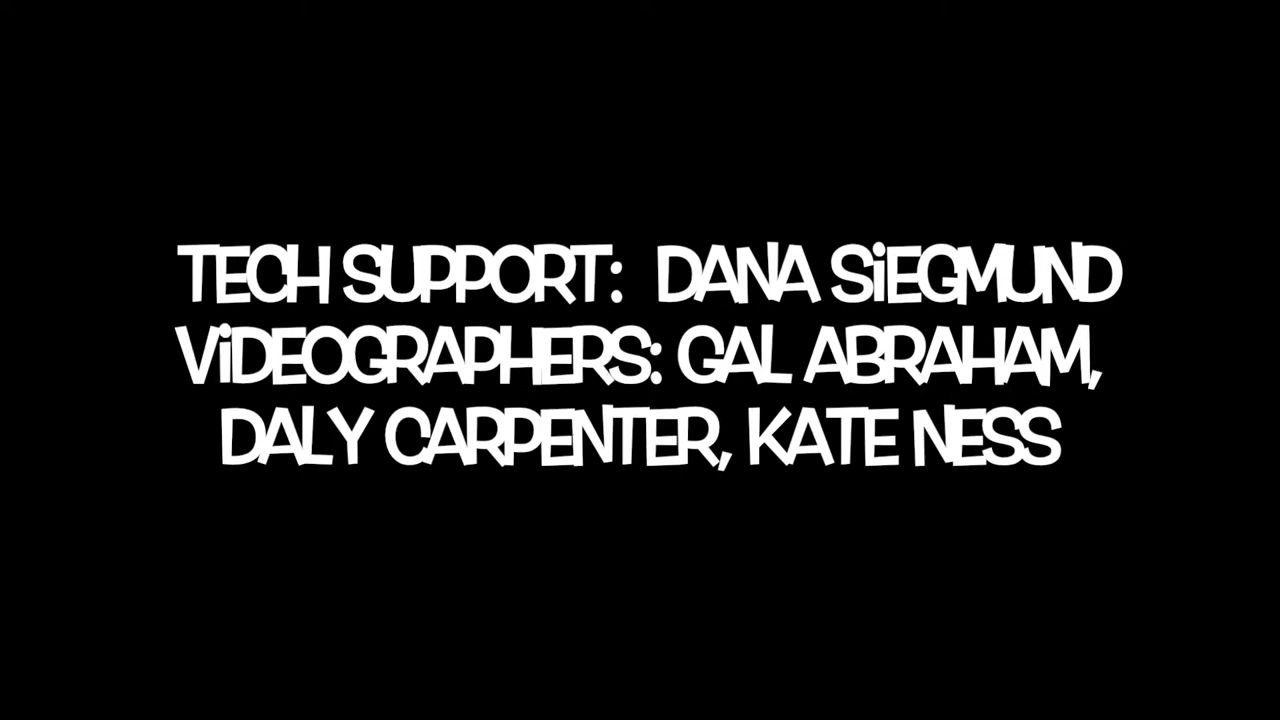 TECH SUPPORT: DANA SiEGMUND
ViDEOGRAPHERS: GAL ABRAHAM,
DALY CARPENTER, KATE NESS